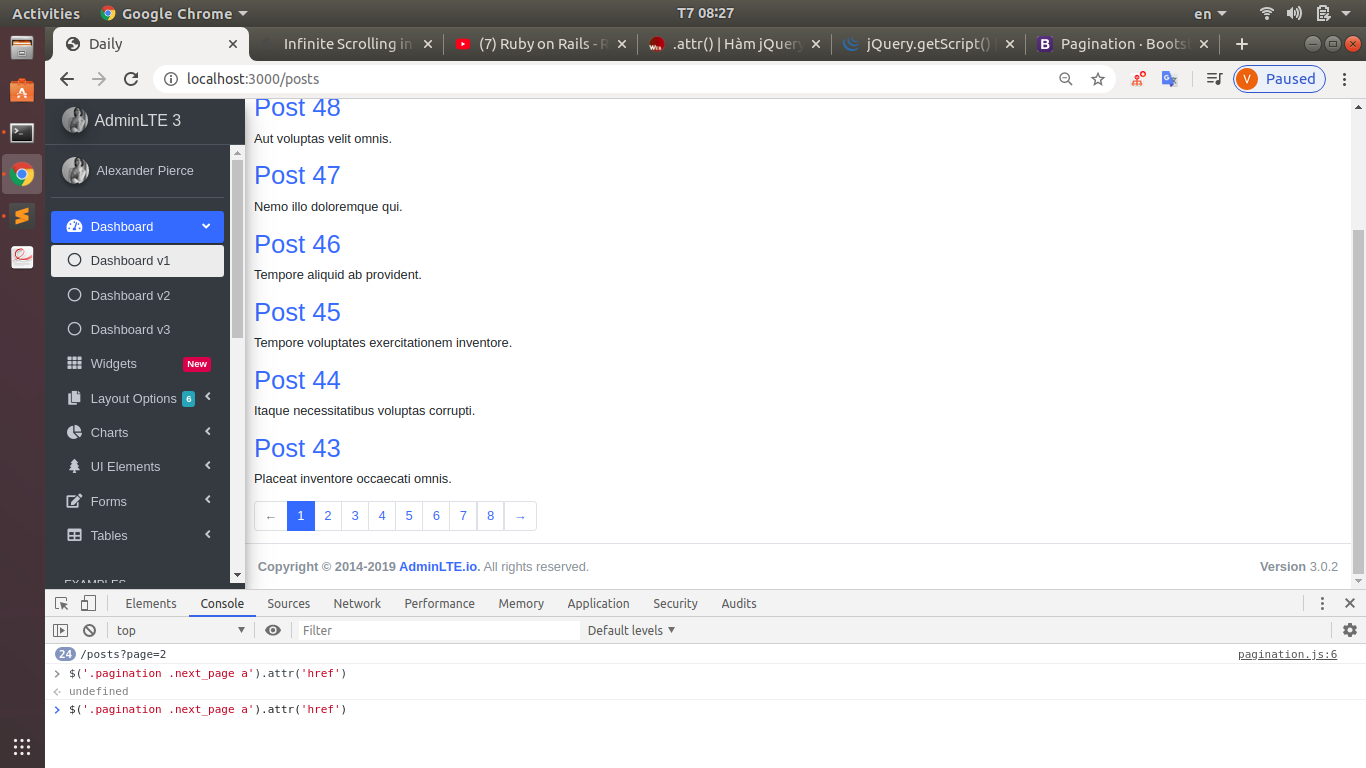 Activities Google Chrome T7 08:27 en
Daily Infinite Scrolling in (7) Ruby on Rails - R .attr() | Hàm jQuery jQuery.getScript() Pagination · Boots
localhost:3000/posts V Paused
AdminLTE 3
Alexander Pierce
Dashboard
Dashboard v1
Dashboard v2
Dashboard v3
Widgets New
Layout Options 6
Charts
UI Elements
Forms
Tables
EXAMPLES
Post 48
Aut voluptas velit omnis.
Post 47
Nemo illo doloremque qui.
Post 46
Tempore aliquid ab provident.
Post 45
Tempore voluptates exercitationem inventore.
Post 44
Itaque necessitatibus voluptas corrupti.
Post 43
Placeat inventore occaecati omnis.
← 1 2 3 4 5 6 7 8 →
Copyright © 2014-2019 AdminLTE.io. All rights reserved. Version 3.0.2
Elements Console Sources Network Performance Memory Application Security Audits
top Filter Default levels
24 /posts?page=2 pagination.js:6
$('.pagination .next_page a').attr('href')
undefined
$('.pagination .next_page a').attr('href')